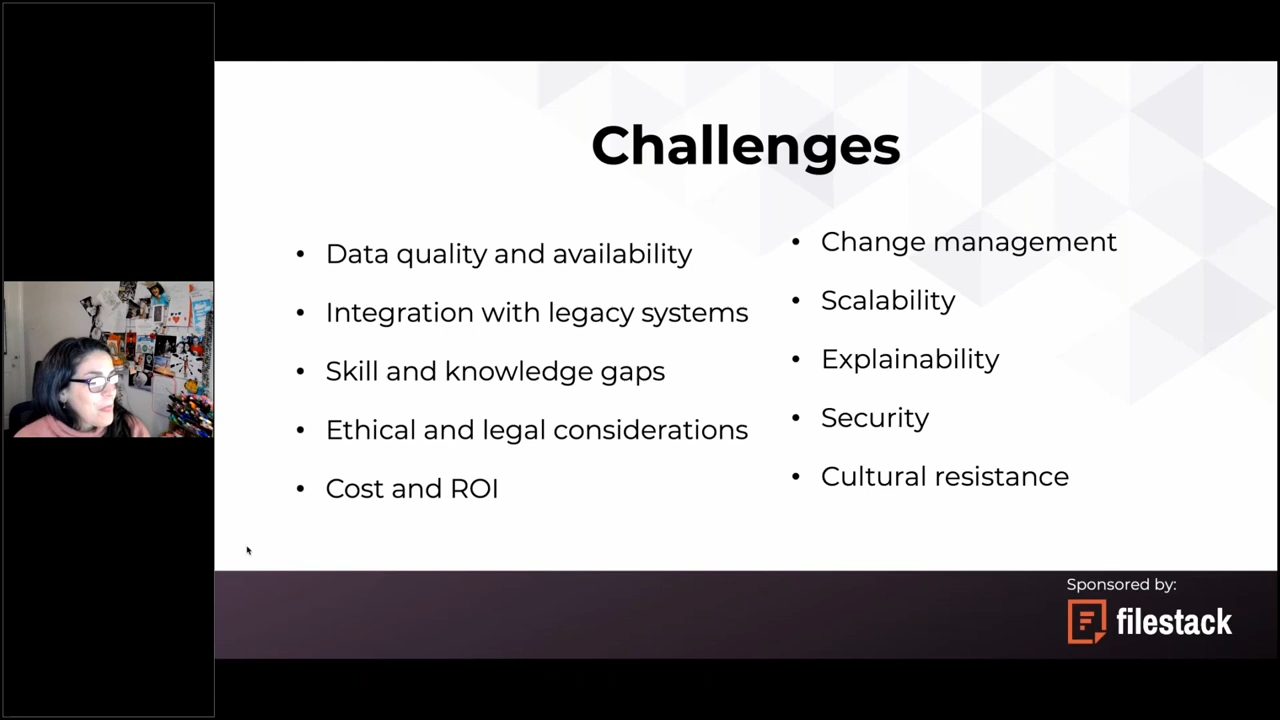 Challenges
• Data quality and availability
• Integration with legacy systems
• Skill and knowledge gaps
• Ethical and legal considerations
• Cost and ROI
• Change management
• Scalability
• Explainability
• Security
• Cultural resistance
Sponsored by:
filestack